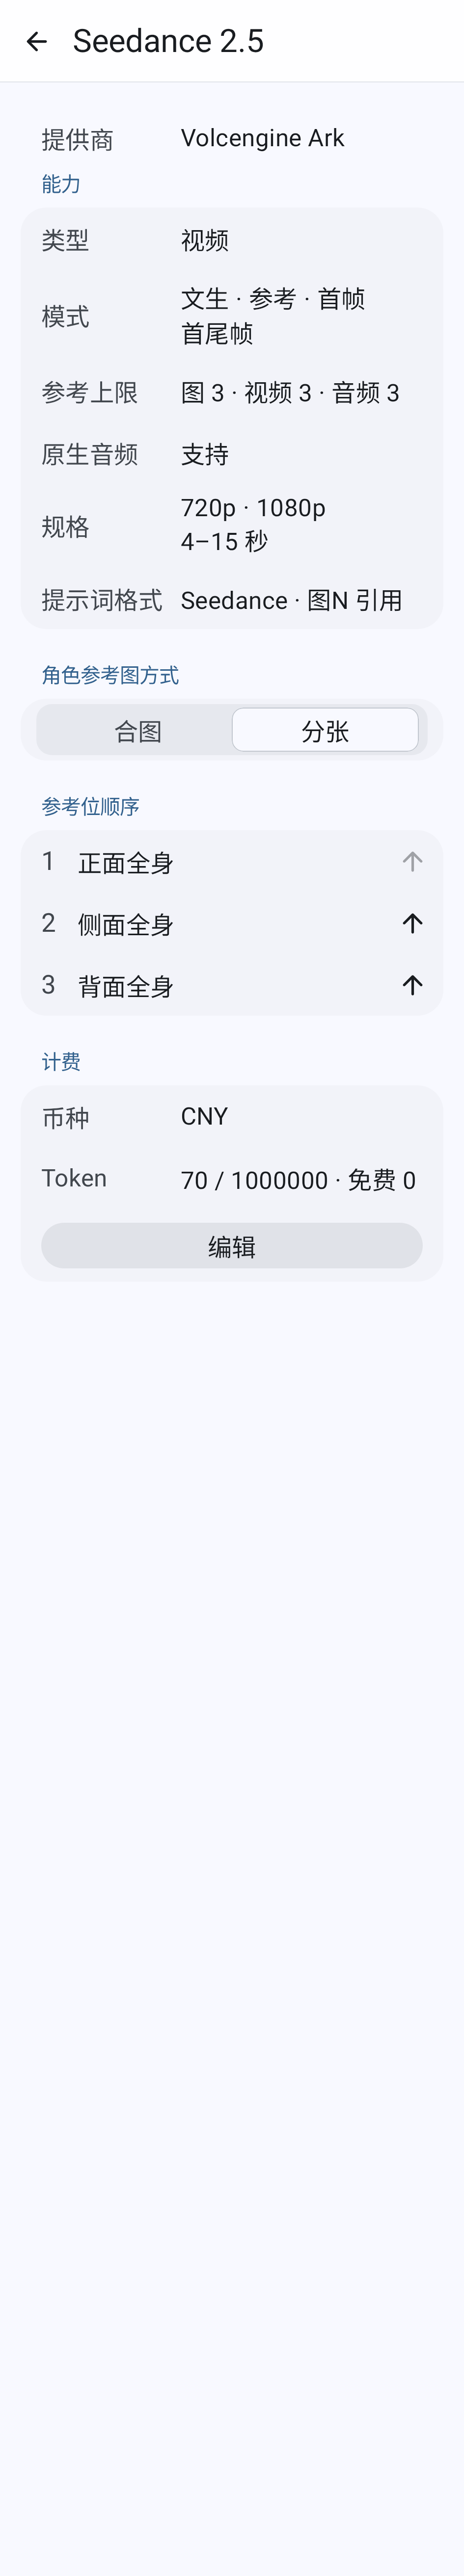 Seedance 2.5
提供商 Volcengine Ark
能力
类型 视频
模式 文生 · 参考 · 首帧
首尾帧
参考上限 图 3 · 视频 3 · 音频 3
原生音频 支持
规格 720p · 1080p
4–15 秒
提示词格式 Seedance · 图N 引用
角色参考图方式
合图 分张
参考位顺序
1 正面全身
2 侧面全身
3 背面全身
计费
币种 CNY
Token 70 / 1000000 · 免费 0
编辑